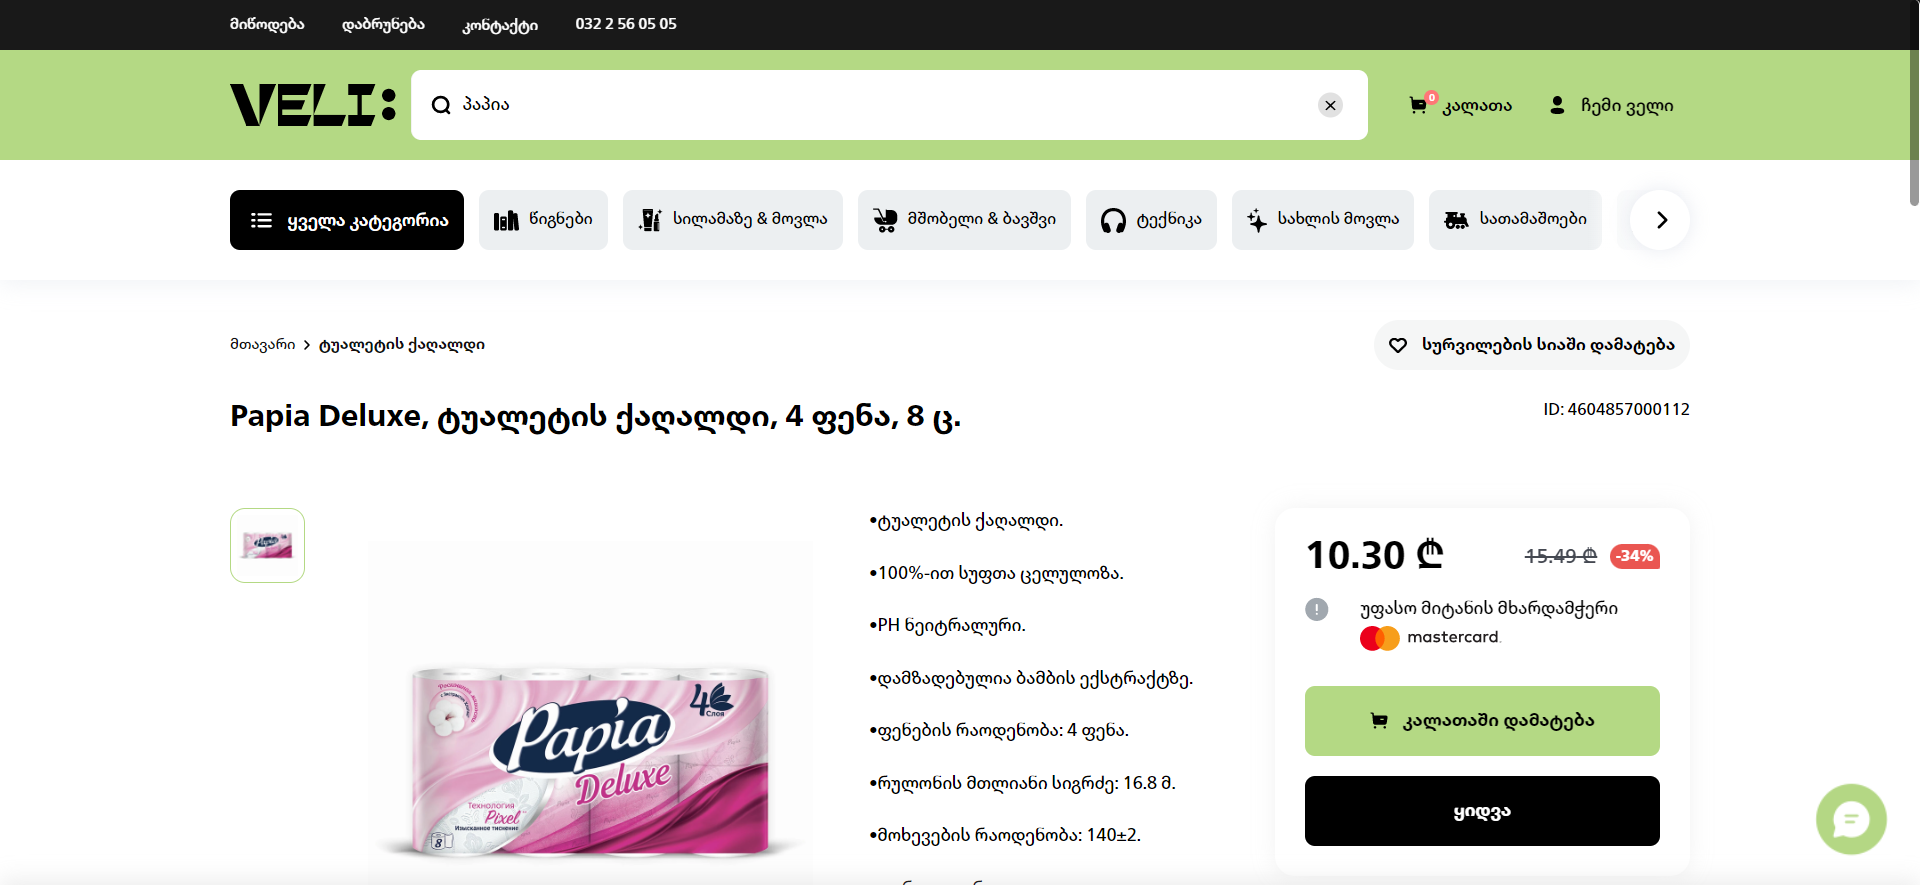 მიწოდება დაბრუნება კონტაქტი 032 2 56 05 05
VELI: პაპია 0 კალათა ჩემი ველი
ყველა კატეგორია წიგნები სილამაზე & მოვლა მშობელი & ბავშვი ტექნიკა სახლის მოვლა სათამაშოები
მთავარი > ტუალეტის ქაღალდი სურვილების სიაში დამატება
Papia Deluxe, ტუალეტის ქაღალდი, 4 ფენა, 8 ც.
ID: 4604857000112
•ტუალეტის ქაღალდი.
•100%-ით სუფთა ცელულოზა.
•PH ნეიტრალური.
•დამზადებულია ბამბის ექსტრაქტზე.
•ფენების რაოდენობა: 4 ფენა.
•რულონის მთლიანი სიგრძე: 16.8 მ.
•მოხევების რაოდენობა: 140±2.
4
Слоя
Papia
Deluxe
Технология
Pixel
Изысканное тиснение
8
10.30 ₾ 15.49 ₾ -34%
უფასო მიტანის მხარდამჭერი
mastercard.
კალათაში დამატება
ყიდვა